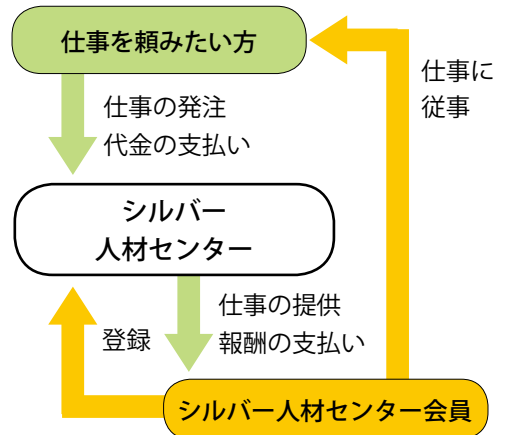 仕事を頼みたい方
仕事に
従事
仕事の発注
代金の支払い
シルバー
人材センター
仕事の提供
報酬の支払い
登録
シルバー人材センター会員